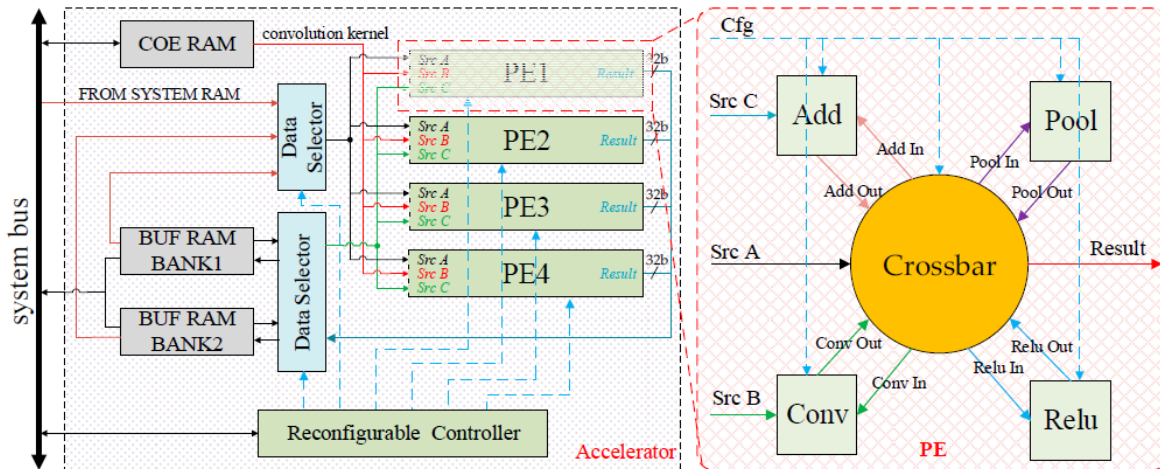 system bus
COE RAM
convolution kernel
FROM SYSTEM RAM
Data
Selector
BUF RAM
BANK1
BUF RAM
BANK2
Data Selector
Src A
Src B
Src C
PE1
Result
32b
Src A
Src B
Src C
PE2
Result
32b
Src A
Src B
Src C
PE3
Result
32b
Src A
Src B
Src C
PE4
Result
32b
Reconfigurable Controller
Accelerator
Cfg
Src C
Add
Pool
Add In
Pool In
Add Out
Pool Out
Src A
Crossbar
Result
Conv Out
Relu Out
Conv In
Relu In
Src B
Conv
Relu
PE